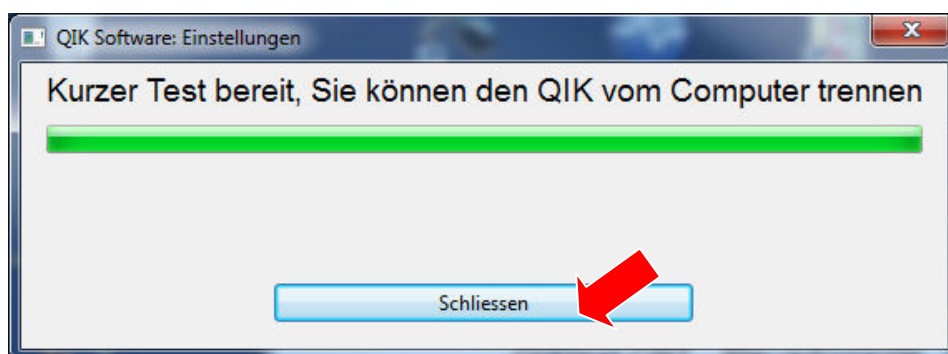 QIK Software: Einstellungen
Kurzer Test bereit, Sie können den QIK vom Computer trennen
Schliessen